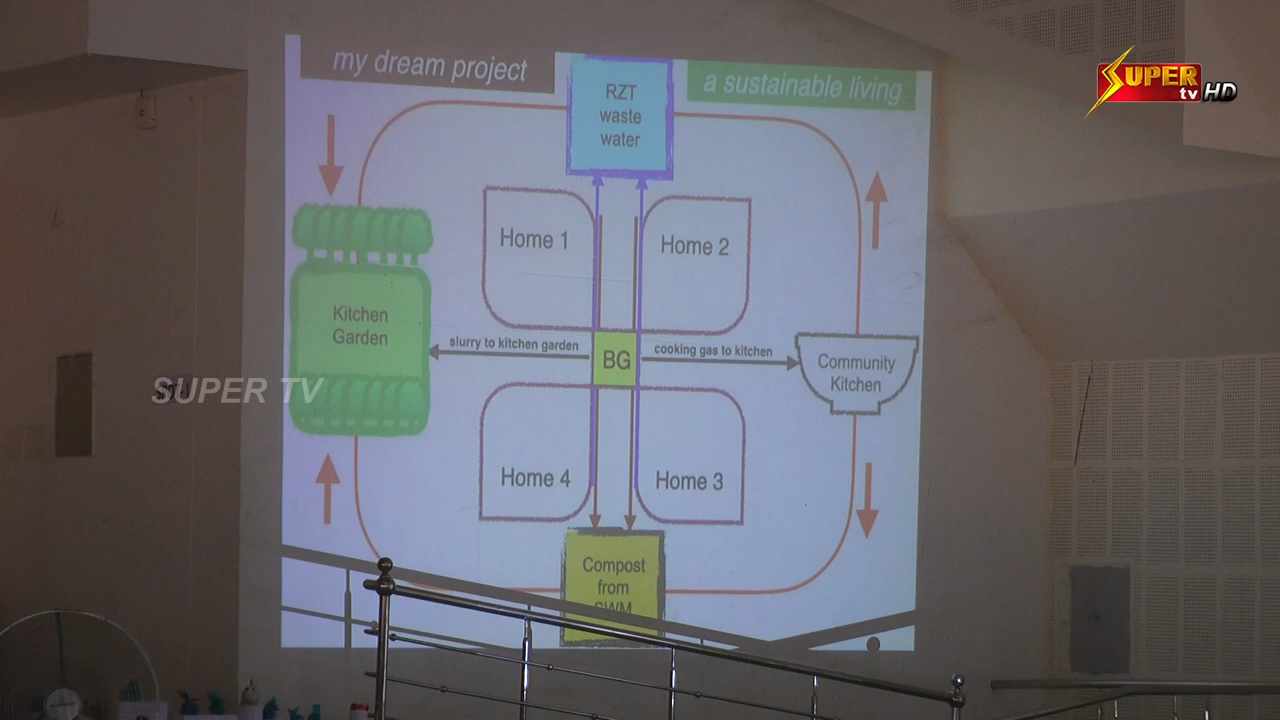 my dream project
a sustainable living
SUPER
tv HD
RZT
waste
water
Home 1
Home 2
Kitchen
Garden
slurry to kitchen garden
BG
cooking gas to kitchen
Community
Kitchen
SUPER TV
Home 4
Home 3
Compost
from
SWM